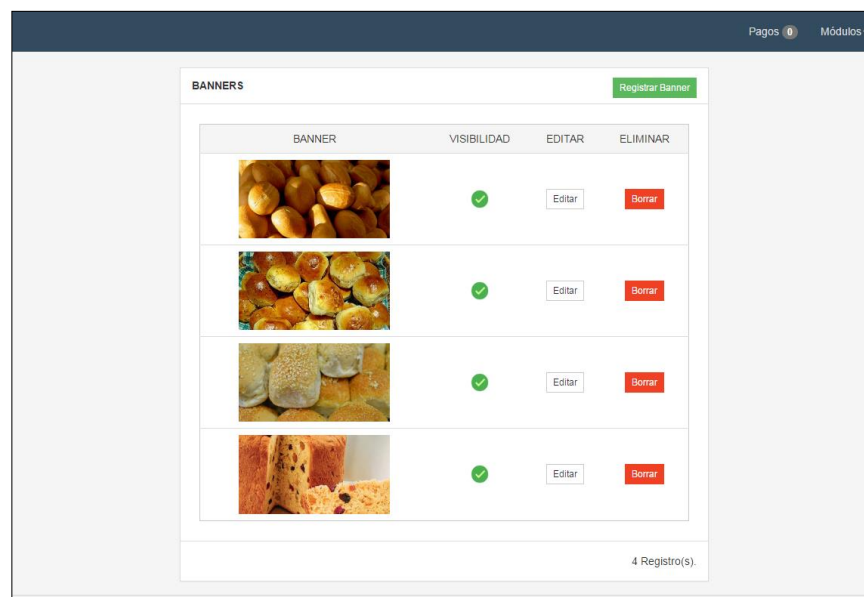 Pagos 0 Módulos
BANNERS Registrar Banner
BANNER VISIBILIDAD EDITAR ELIMINAR
Editar Borrar
Editar Borrar
Editar Borrar
Editar Borrar
4 Registro(s).